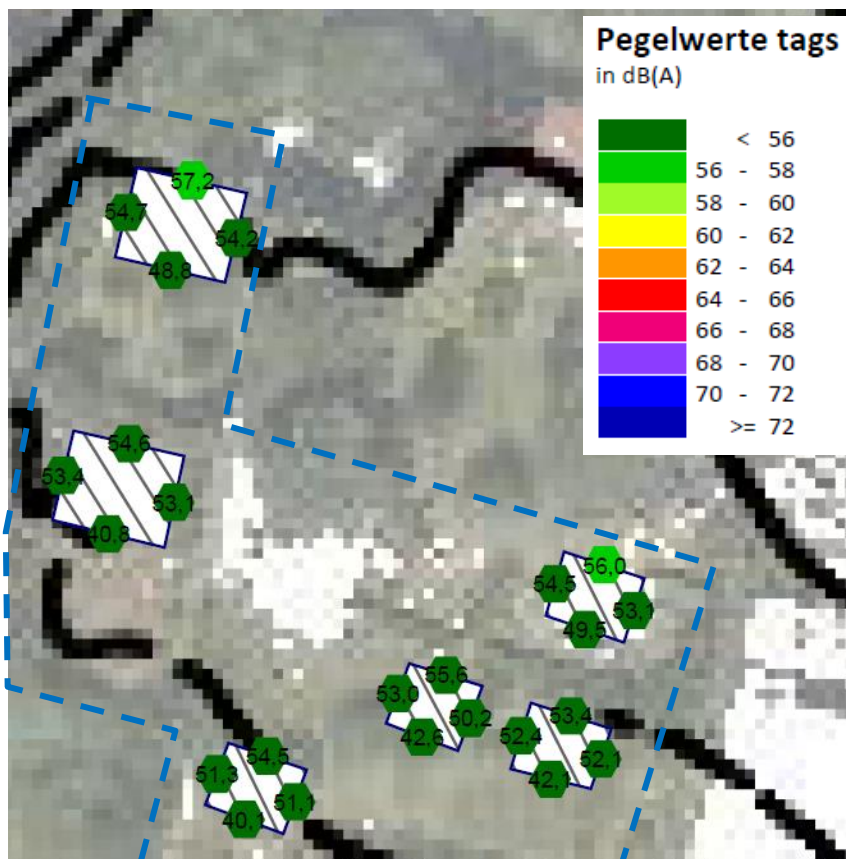 Pegelwerte tags
in dB(A)
< 56
56 - 58
58 - 60
60 - 62
62 - 64
64 - 66
66 - 68
68 - 70
70 - 72
>= 72
57,2
54,7
54,2
48,8
54,6
53,4
53,1
40,8
56,0
54,5
53,1
49,5
55,6
53,0
50,2
42,6
53,4
52,4
52,1
42,1
54,5
51,3
51,1
40,1